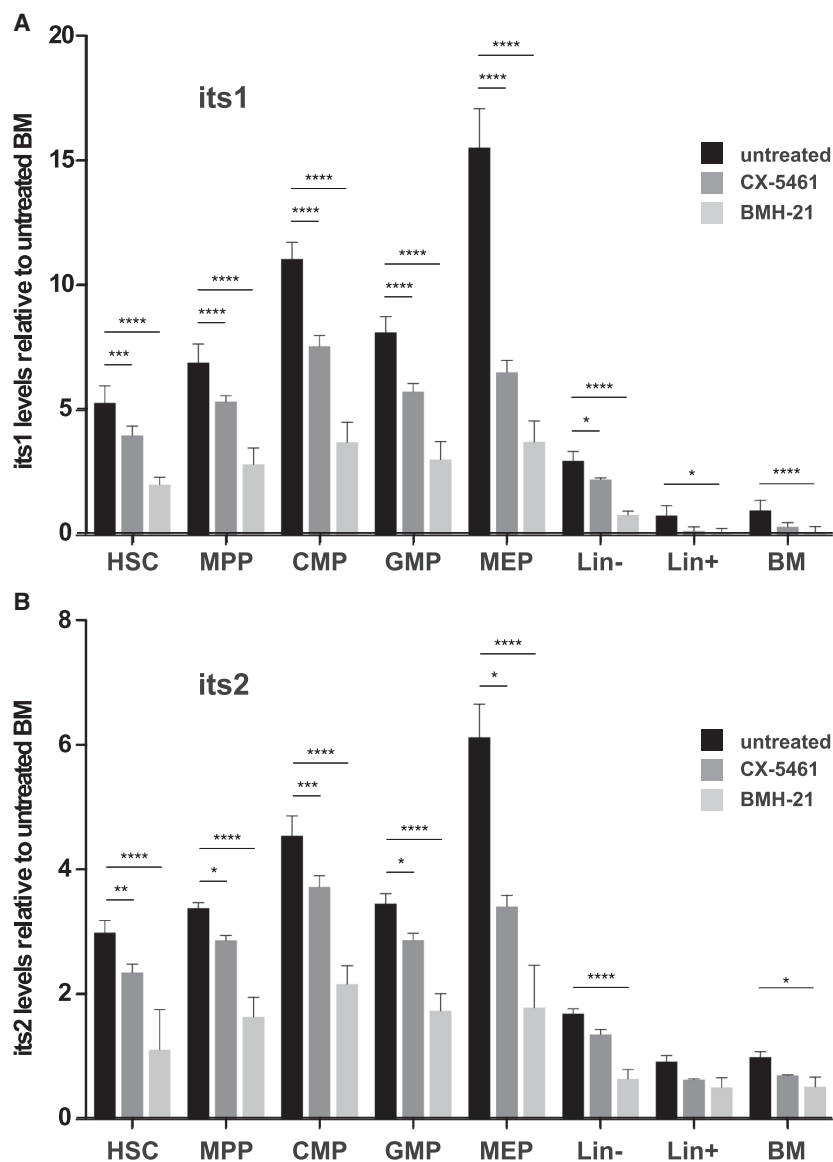 A
its1 levels relative to untreated BM
20
15
10
5
0
its1
untreated
CX-5461
BMH-21
*** ****
**** ****
**** ****
**** ****
**** ****
* ****
*
****
HSC MPP CMP GMP MEP Lin- Lin+ BM
B
its2 levels relative to untreated BM
8
6
4
2
0
its2
untreated
CX-5461
BMH-21
** ****
* ****
*** ****
* ****
* ****
****
*
HSC MPP CMP GMP MEP Lin- Lin+ BM